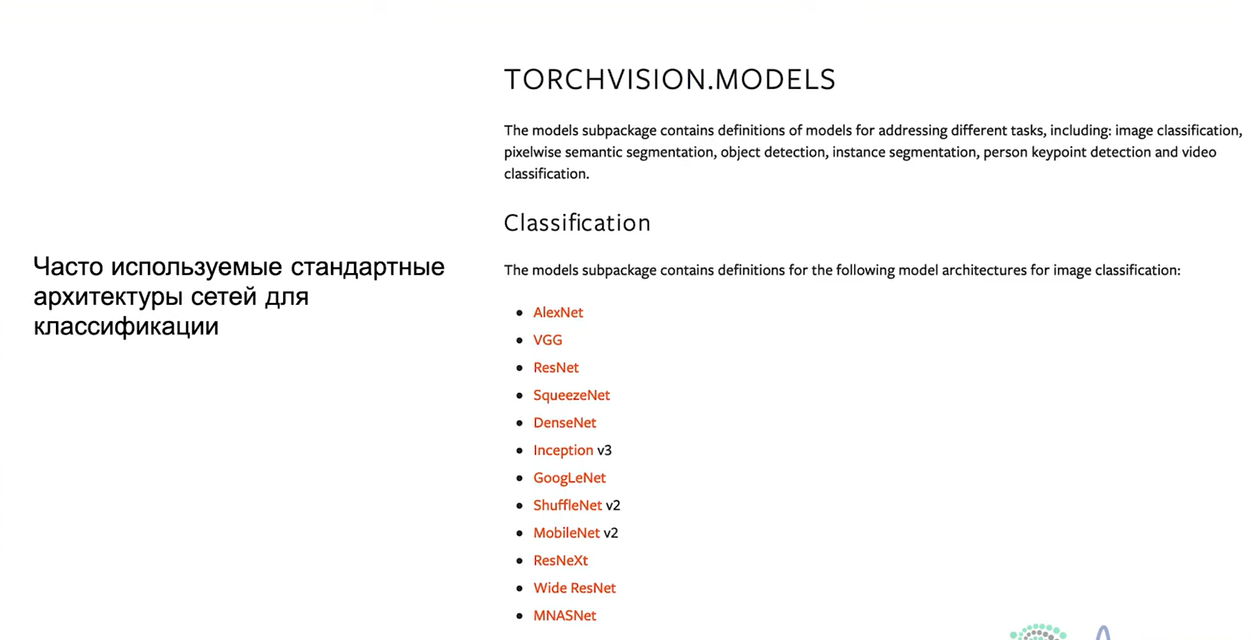 TORCHVISION.MODELS
The models subpackage contains definitions of models for addressing different tasks, including: image classification,
pixelwise semantic segmentation, object detection, instance segmentation, person keypoint detection and video
classification.
Classification
Часто используемые стандартные
архитектуры сетей для
классификации
The models subpackage contains definitions for the following model architectures for image classification:
AlexNet
VGG
ResNet
SqueezeNet
DenseNet
Inception v3
GoogLeNet
ShuffleNet v2
MobileNet v2
ResNeXt
Wide ResNet
MNASNet